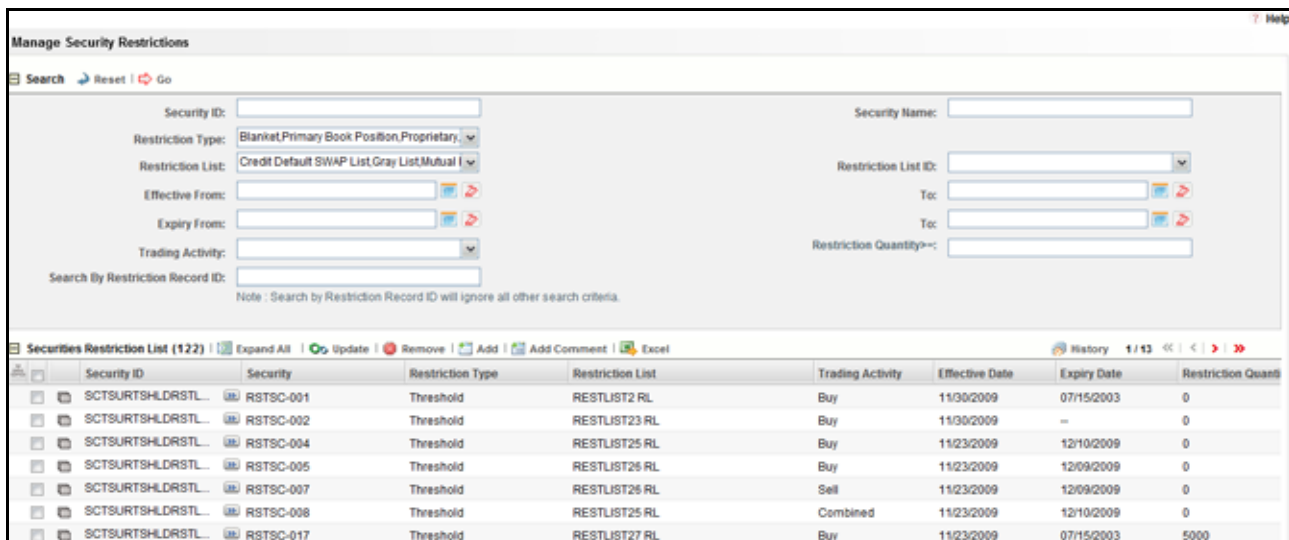 ? Help
Manage Security Restrictions
Search Reset | Go
Security ID: Security Name:
Restriction Type: Blanket,Primary Book Position,Proprietary,
Restriction List: Credit Default SWAP List,Gray List,Mutual Restriction List ID:
Effective From: To:
Expiry From: To:
Trading Activity: Restriction Quantity>=:
Search By Restriction Record ID:
Note : Search by Restriction Record ID will ignore all other search criteria.
Securities Restriction List (122) | Expand All | Update | Remove | Add | Add Comment | Excel History 1 / 13 « | < | > | »
Security ID Security Restriction Type Restriction List Trading Activity Effective Date Expiry Date Restriction Quanti
SCTSURTSHLDRSTL... RSTSC-001 Threshold RESTLIST2 RL Buy 11/30/2009 07/15/2003 0
SCTSURTSHLDRSTL... RSTSC-002 Threshold RESTLIST23 RL Buy 11/30/2009 -- 0
SCTSURTSHLDRSTL... RSTSC-004 Threshold RESTLIST25 RL Buy 11/23/2009 12/10/2009 0
SCTSURTSHLDRSTL... RSTSC-005 Threshold RESTLIST26 RL Buy 11/23/2009 12/09/2009 0
SCTSURTSHLDRSTL... RSTSC-007 Threshold RESTLIST26 RL Sell 11/23/2009 12/09/2009 0
SCTSURTSHLDRSTL... RSTSC-008 Threshold RESTLIST25 RL Combined 11/23/2009 12/10/2009 0
SCTSURTSHLDRSTL... RSTSC-017 Threshold RESTLIST27 RL Buy 11/23/2009 07/15/2003 5000